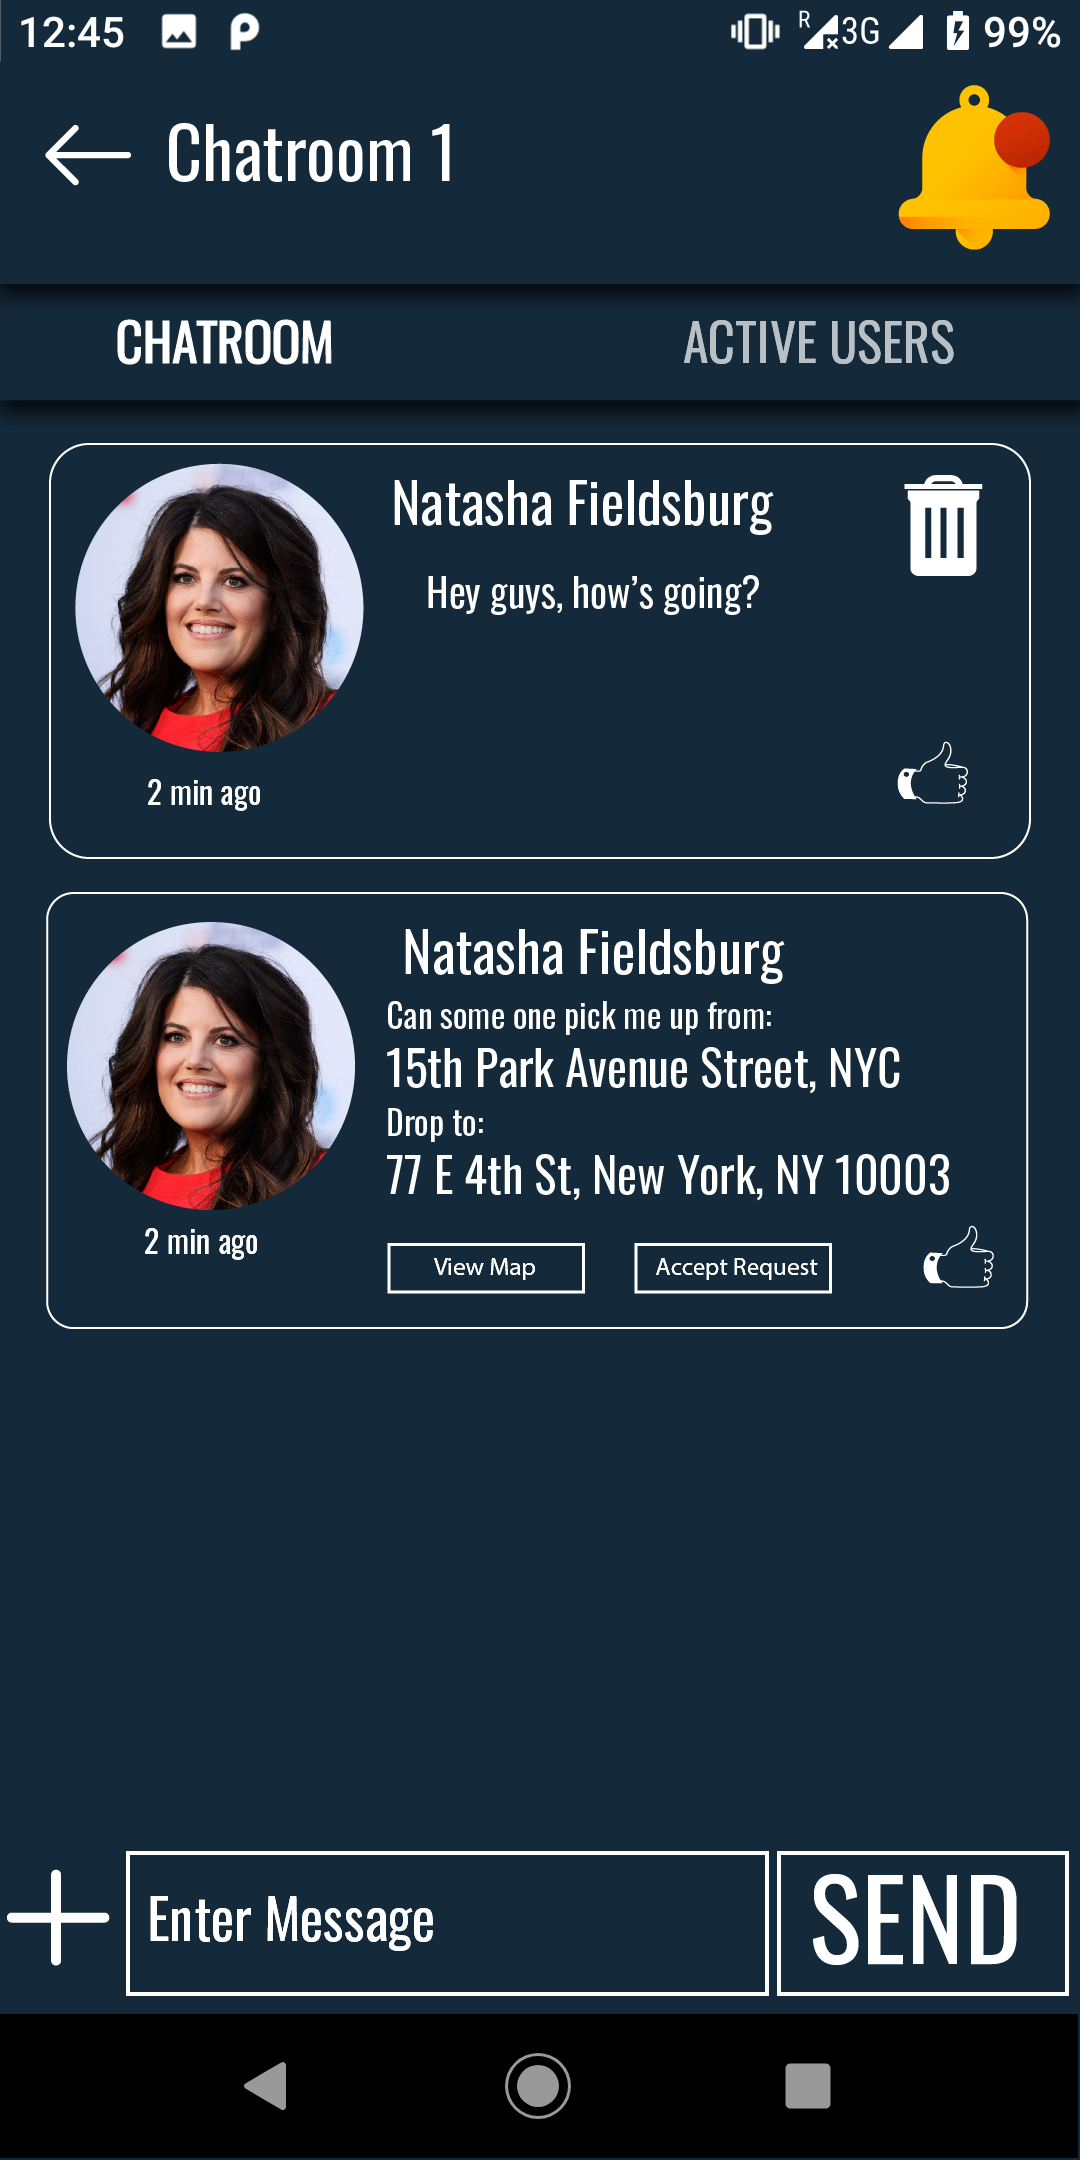 12:45
R
3G
99%
Chatroom 1
CHATROOM
ACTIVE USERS
Natasha Fieldsburg
Hey guys, how’s going?
2 min ago
Natasha Fieldsburg
Can some one pick me up from:
15th Park Avenue Street, NYC
Drop to:
77 E 4th St, New York, NY 10003
2 min ago
View Map
Accept Request
Enter Message
SEND